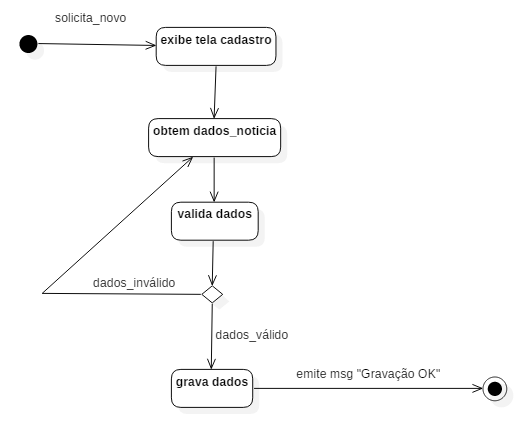 solicita_novo
exibe tela cadastro
obtem dados_noticia
valida dados
dados_inválido
dados_válido
grava dados
emite msg "Gravação OK"